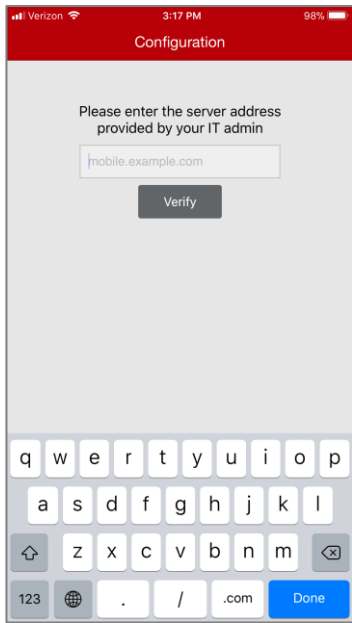 Verizon 3:17 PM 98%
Configuration
Please enter the server address
provided by your IT admin
mobile.example.com
Verify
q w e r t y u i o p
a s d f g h j k l
z x c v b n m
123 . / .com Done